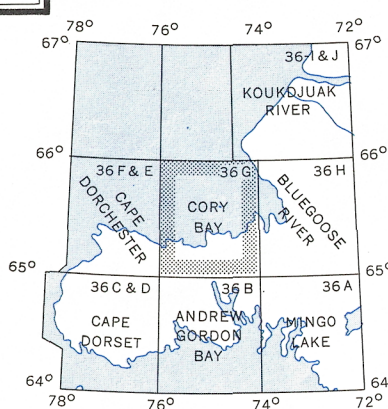 78° 76° 74° 72°
67° 67°
36-I & J
KOUKDJUAK
RIVER
66° 66°
36 F & E 36 G 36 H
CAPE
DORCHESTER
CORY
BAY
BLUEGOOSE
RIVER
65° 65°
36 C & D 36 B 36 A
CAPE
DORSET
ANDREW
GORDON
BAY
MINGO
LAKE
64° 64
78° 76° 74° 72°